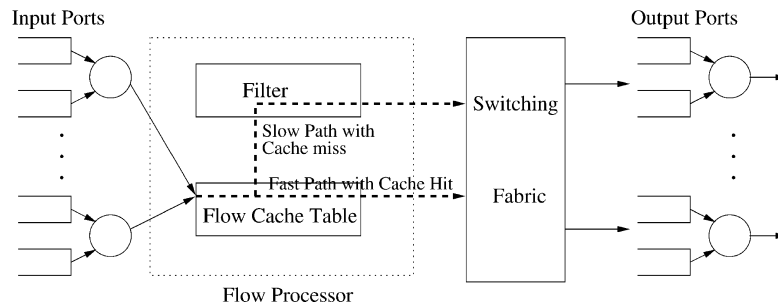 Input Ports
Output Ports
Filter
Switching
Slow Path with
Cache miss
Fast Path with Cache Hit
Fabric
Flow Cache Table
Flow Processor